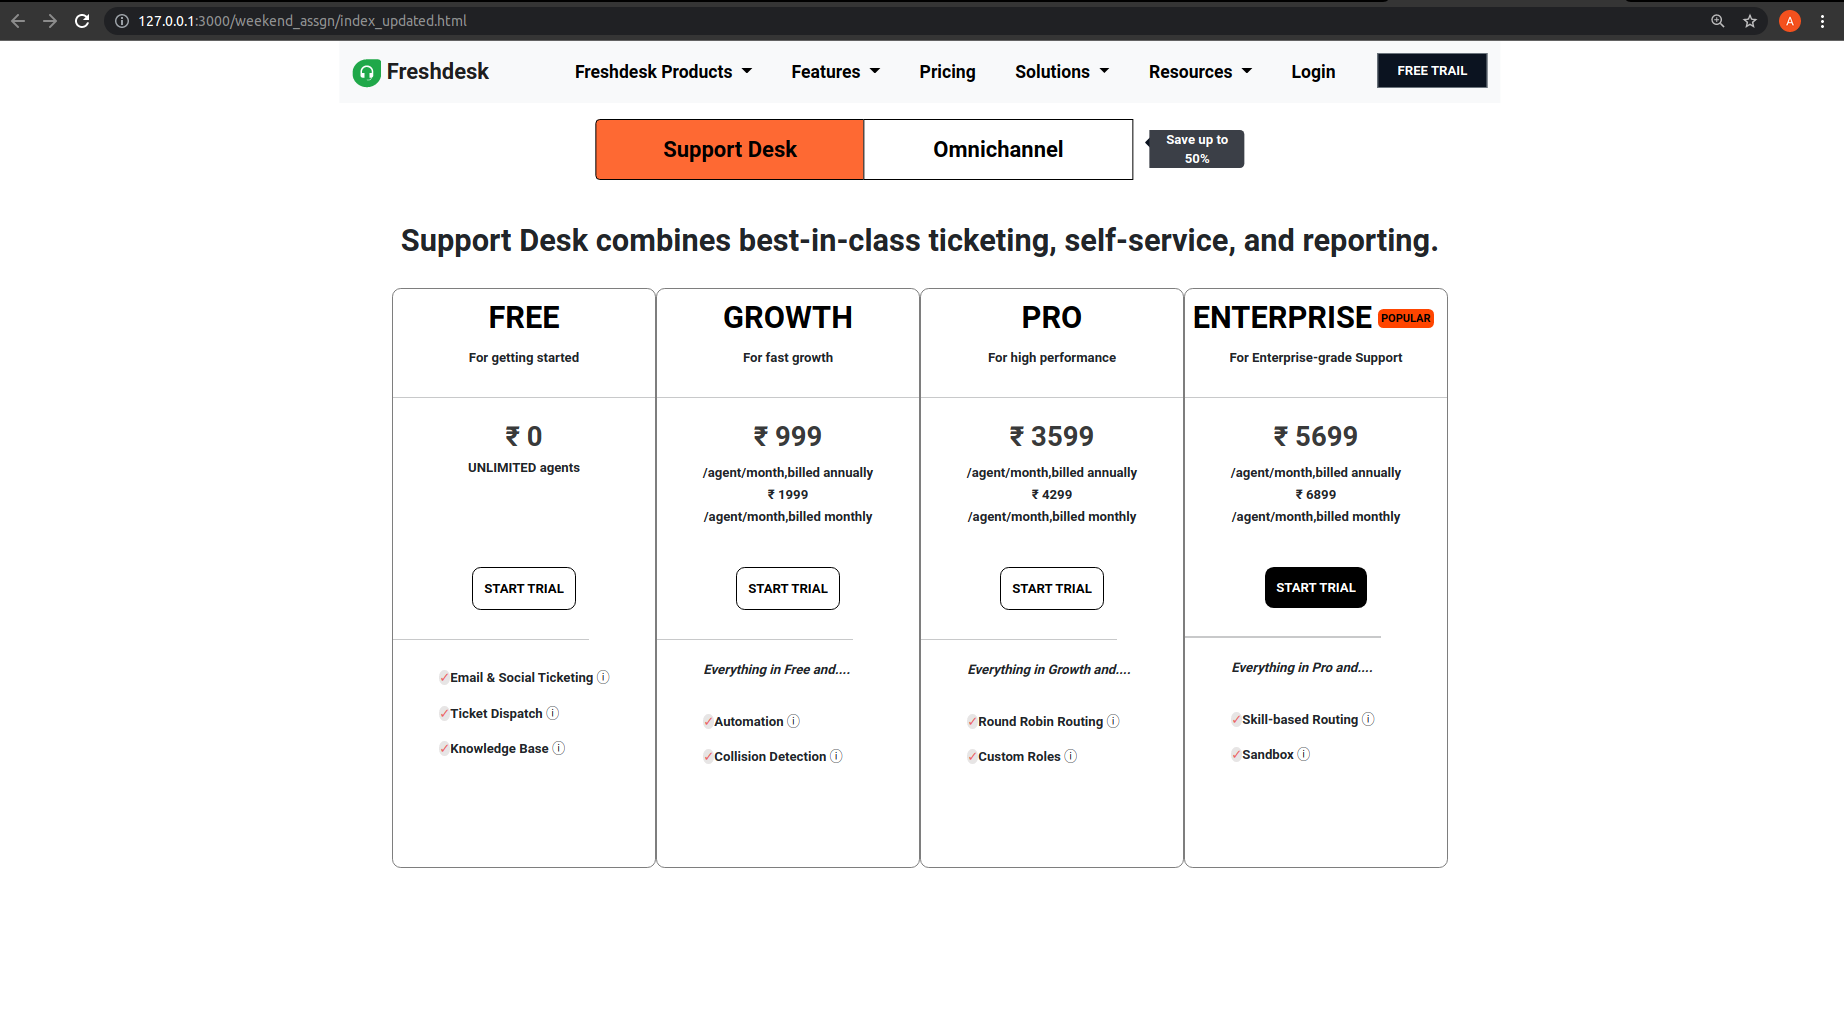 127.0.0.1:3000/weekend_assgn/index_updated.html
A
Freshdesk Freshdesk Products Features Pricing Solutions Resources Login FREE TRAIL
Support Desk Omnichannel
Save up to
50%
Support Desk combines best-in-class ticketing, self-service, and reporting.
FREE
For getting started
₹ 0
UNLIMITED agents
START TRIAL
✓Email & Social Ticketing ⓘ
✓Ticket Dispatch ⓘ
✓Knowledge Base ⓘ
GROWTH
For fast growth
₹ 999
/agent/month,billed annually
₹ 1999
/agent/month,billed monthly
START TRIAL
Everything in Free and....
✓Automation ⓘ
✓Collision Detection ⓘ
PRO
For high performance
₹ 3599
/agent/month,billed annually
₹ 4299
/agent/month,billed monthly
START TRIAL
Everything in Growth and....
✓Round Robin Routing ⓘ
✓Custom Roles ⓘ
ENTERPRISE POPULAR
For Enterprise-grade Support
₹ 5699
/agent/month,billed annually
₹ 6899
/agent/month,billed monthly
START TRIAL
Everything in Pro and....
✓Skill-based Routing ⓘ
✓Sandbox ⓘ